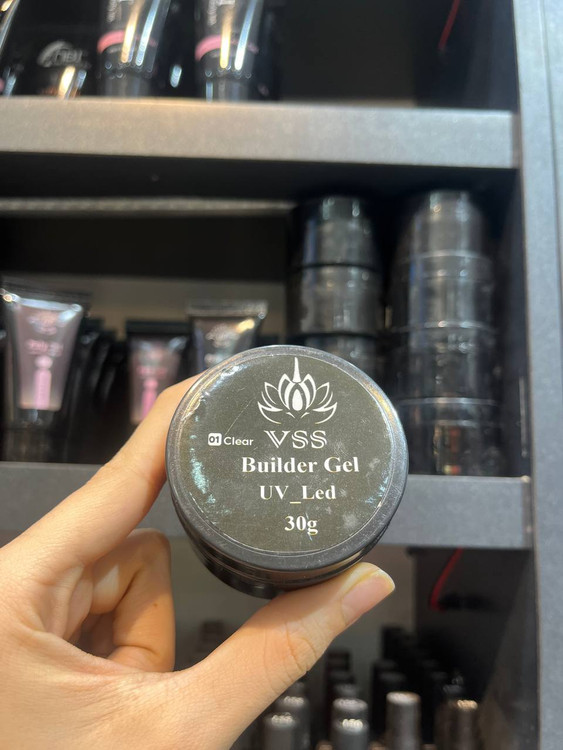 01 Clear VSS
Builder Gel
UV_Led
30g